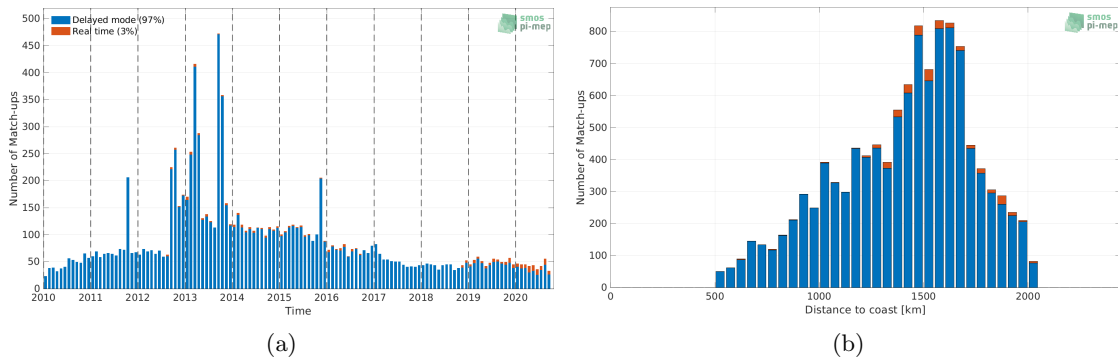 Delayed mode (97%)
Real time (3%)
smos
pi-mep
500
450
400
350
300
250
200
150
100
50
0
Number of Match-ups
2010 2011 2012 2013 2014 2015 2016 2017 2018 2019 2020
Time
(a)
smos
pi-mep
800
700
600
500
400
300
200
100
0
Number of Match-ups
0 500 1000 1500 2000
Distance to coast [km]
(b)